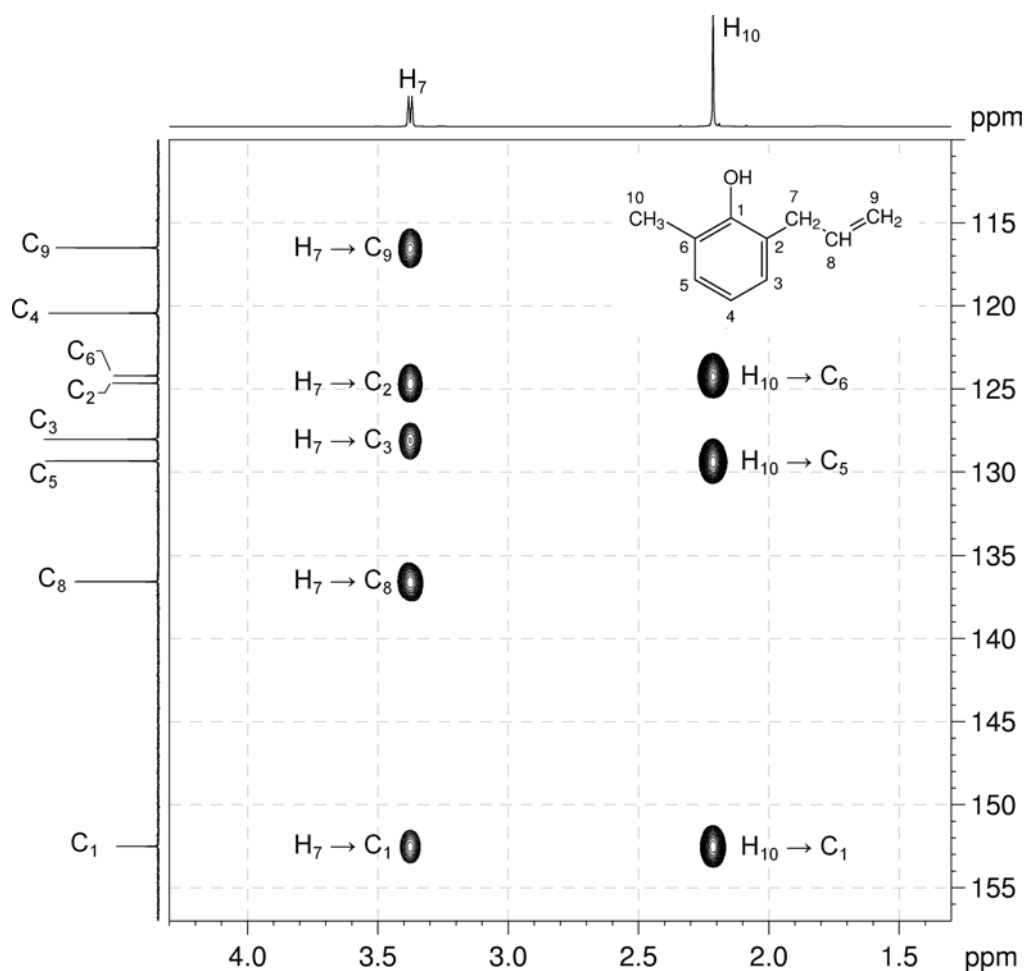 H₁₀
H₇
ppm
OH
10
CH₃
7
CH₂
9
CH₂
1
6
2
CH
8
5
3
4
115
C₉
H₇ → C₉
120
C₄
C₆
C₂
H₇ → C₂
H₁₀ → C₆
125
C₃
H₇ → C₃
C₅
H₁₀ → C₅
130
135
C₈
H₇ → C₈
140
145
150
C₁
H₇ → C₁
H₁₀ → C₁
155
4.0
3.5
3.0
2.5
2.0
1.5
ppm